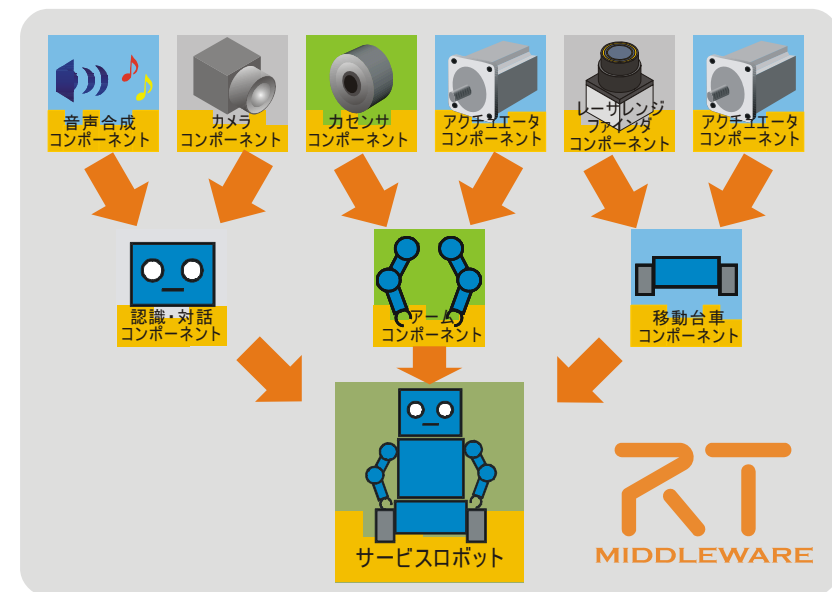 音声合成
コンポーネント
カメラ
コンポーネント
力センサ
コンポーネント
アクチュエータ
コンポーネント
レーザレンジ
ファインダ
コンポーネント
アクチュエータ
コンポーネント
認識・対話
コンポーネント
アーム
コンポーネント
移動台車
コンポーネント
サービスロボット
RT
MIDDLEWARE